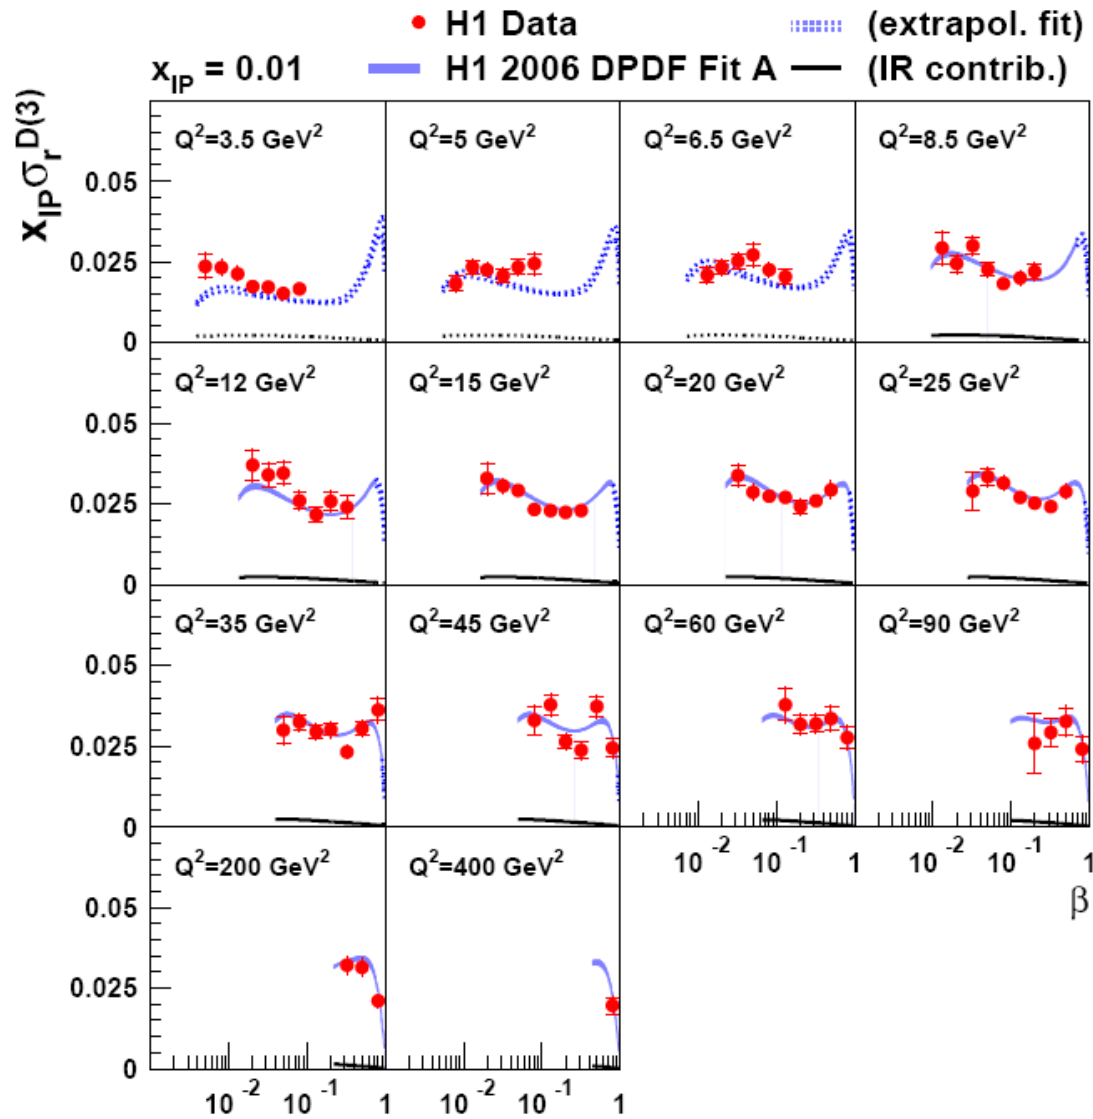 H1 Data (extrapol. fit)
x_IP = 0.01 H1 2006 DPDF Fit A (IR contrib.)
x_IP σ_r^D(3)
Q²=3.5 GeV² Q²=5 GeV² Q²=6.5 GeV² Q²=8.5 GeV²
0.05
0.025
0
Q²=12 GeV² Q²=15 GeV² Q²=20 GeV² Q²=25 GeV²
0.05
0.025
0
Q²=35 GeV² Q²=45 GeV² Q²=60 GeV² Q²=90 GeV²
0.05
0.025
0
10⁻² 10⁻¹ 1 10⁻² 10⁻¹ 1
Q²=200 GeV² Q²=400 GeV²
β
0.05
0.025
0
10⁻² 10⁻¹ 1 10⁻² 10⁻¹ 1